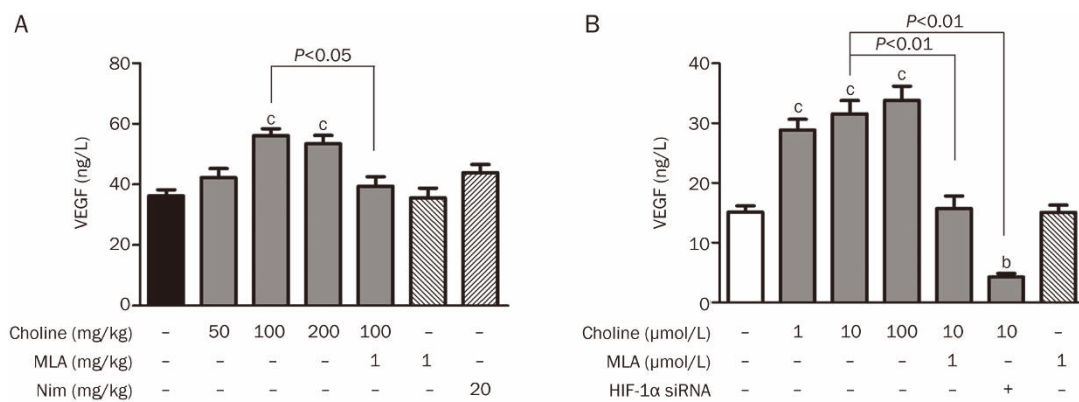 A
P<0.05
80
60
40
20
0
VEGF (ng/L)
c
c
Choline (mg/kg) – 50 100 200 100 – –
MLA (mg/kg) – – – – 1 1 –
Nim (mg/kg) – – – – – – 20
B
P<0.01
P<0.01
40
30
20
10
0
VEGF (ng/L)
c
c
c
b
Choline (μmol/L) – 1 10 100 10 10 –
MLA (μmol/L) – – – – 1 – 1
HIF-1α siRNA – – – – – + –